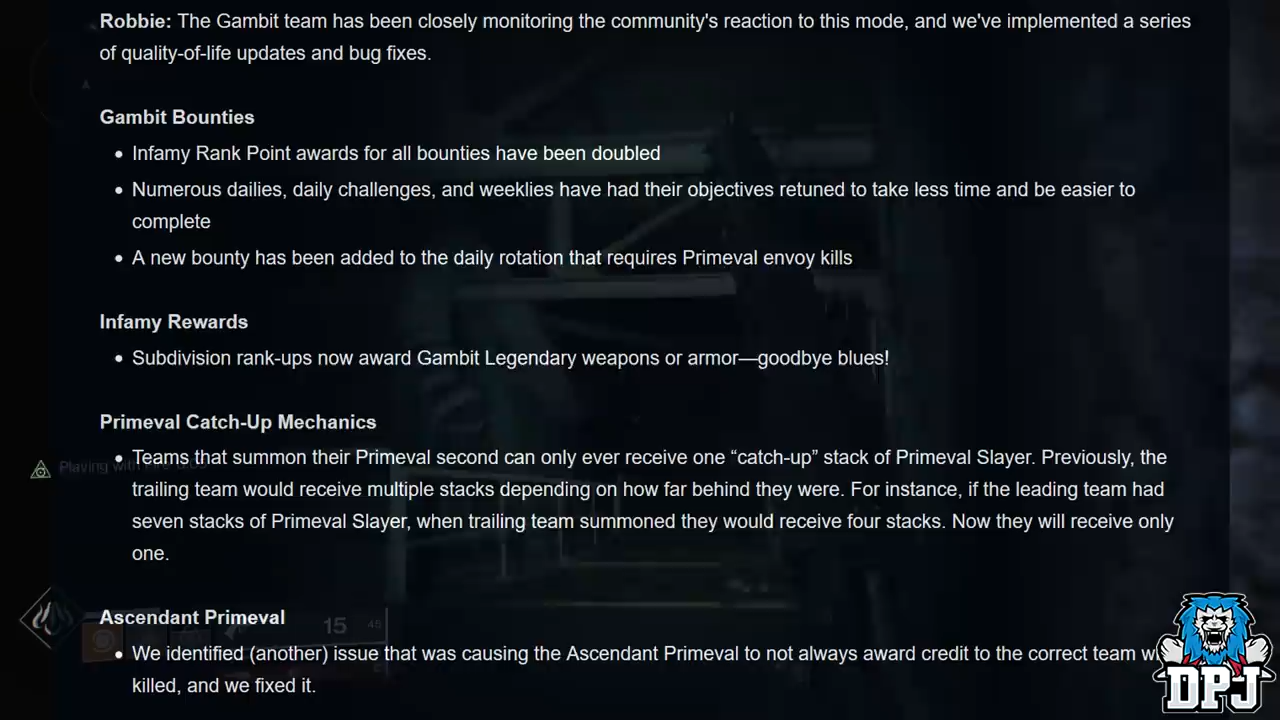 Robbie: The Gambit team has been closely monitoring the community's reaction to this mode, and we've implemented a series
of quality-of-life updates and bug fixes.
Gambit Bounties
• Infamy Rank Point awards for all bounties have been doubled
• Numerous dailies, daily challenges, and weeklies have had their objectives retuned to take less time and be easier to
complete
• A new bounty has been added to the daily rotation that requires Primeval envoy kills
Infamy Rewards
• Subdivision rank-ups now award Gambit Legendary weapons or armor—goodbye blues!
Primeval Catch-Up Mechanics
• Teams that summon their Primeval second can only ever receive one “catch-up” stack of Primeval Slayer. Previously, the
Playing with
trailing team would receive multiple stacks depending on how far behind they were. For instance, if the leading team had
seven stacks of Primeval Slayer, when trailing team summoned they would receive four stacks. Now they will receive only
one.
Ascendant Primeval
15 45
• We identified (another) issue that was causing the Ascendant Primeval to not always award credit to the correct team
killed, and we fixed it.
DPJ